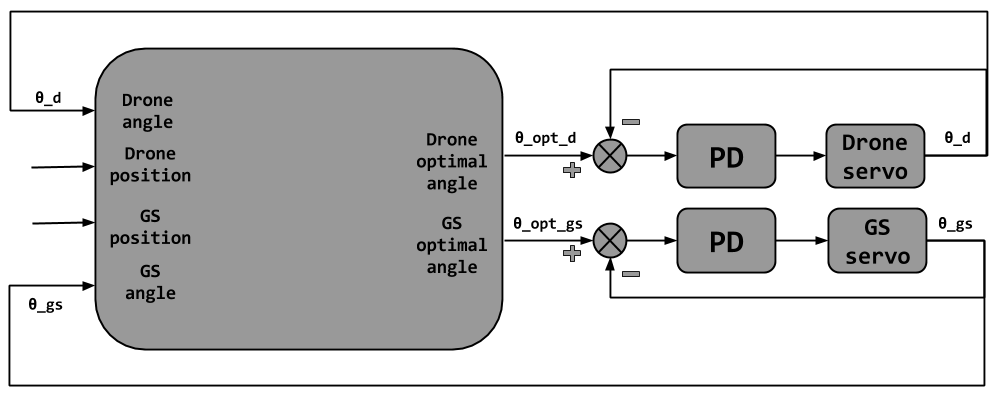 θ_d
Drone
angle
Drone
position
GS
position
GS
angle
θ_gs
Drone
optimal
angle
GS
optimal
angle
θ_opt_d
θ_opt_gs
PD
Drone
servo
θ_d
PD
GS
servo
θ_gs